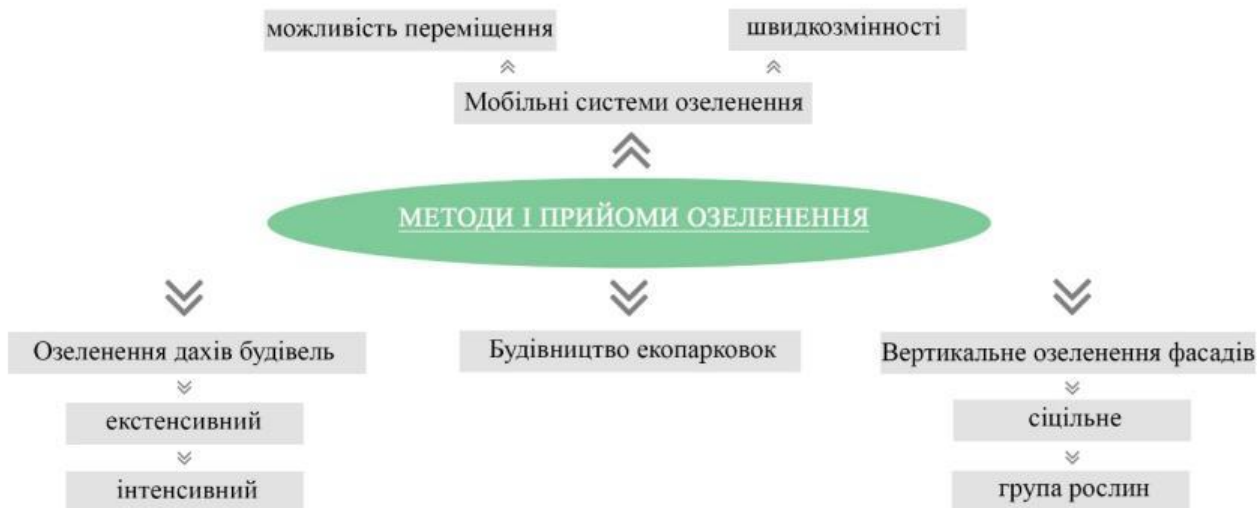 можливість переміщення
швидкозмінності
Мобільні системи озеленення
МЕТОДИ І ПРИЙОМИ ОЗЕЛЕНЕННЯ
Озеленення дахів будівель
екстенсивний
інтенсивний
Будівництво екопарковок
Вертикальне озеленення фасадів
сіцільне
група рослин